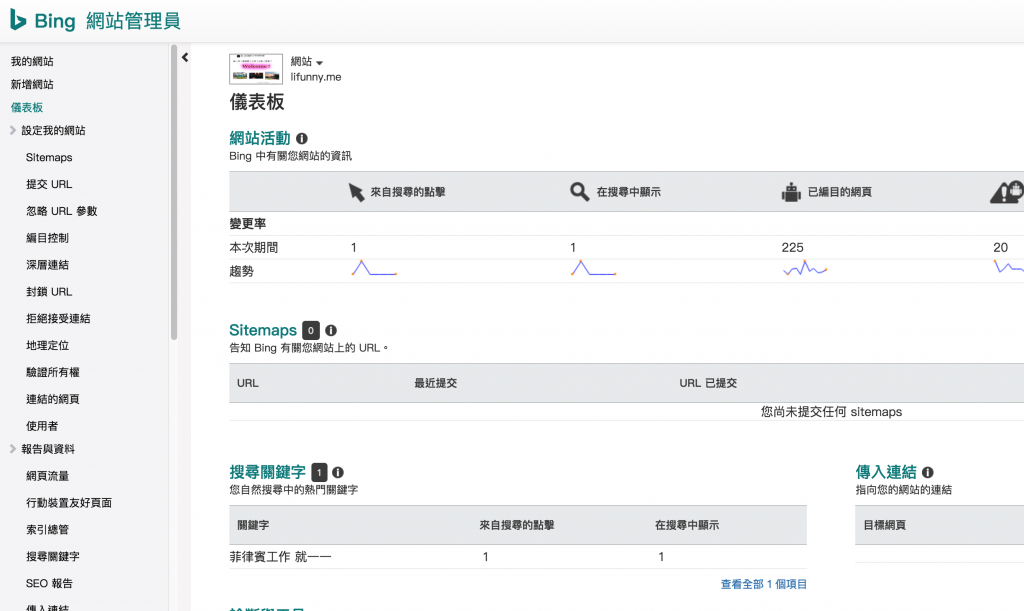 Bing 網站管理員
我的網站
新增網站
儀表板
設定我的網站
Sitemaps
提交 URL
忽略 URL 參數
編目控制
深層連結
封鎖 URL
拒絕接受連結
地理定位
驗證所有權
連結的網頁
使用者
報告與資料
網頁流量
行動裝置友好頁面
索引總管
搜尋關鍵字
SEO 報告
傳入連結
Welcome!
網站
lifunny.me
儀表板
網站活動
Bing 中有關您網站的資訊
來自搜尋的點擊 在搜尋中顯示 已編目的網頁
變更率
本次期間 1 1 225 20
趨勢
Sitemaps 0
告知 Bing 有關您網站上的 URL。
URL 最近提交 URL 已提交
您尚未提交任何 sitemaps
搜尋關鍵字 1
您自然搜尋中的熱門關鍵字
關鍵字 來自搜尋的點擊 在搜尋中顯示
菲律賓工作 就一一 1 1
查看全部 1 個項目
傳入連結
指向您的網站的連結
目標網頁
診斷與工具